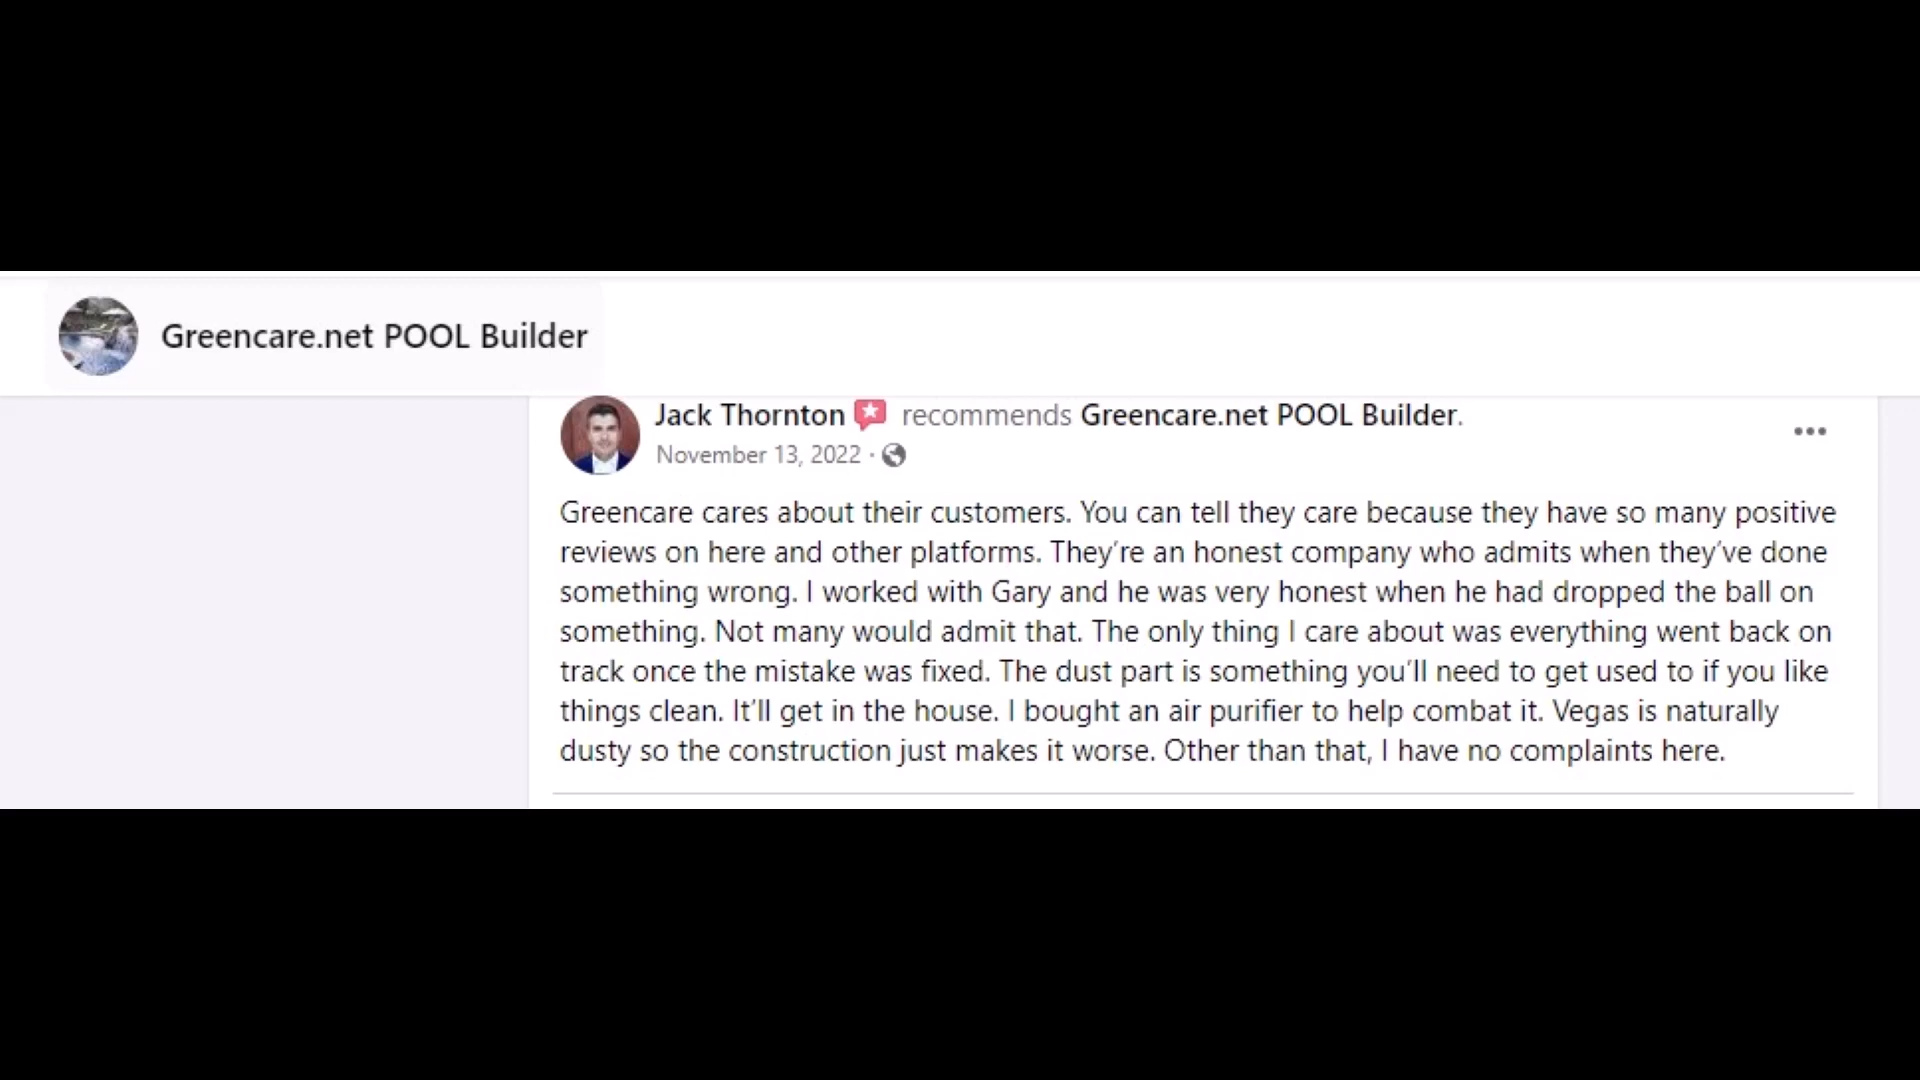 Greencare.net POOL Builder
Jack Thornton recommends Greencare.net POOL Builder.
November 13, 2022 ·
Greencare cares about their customers. You can tell they care because they have so many positive
reviews on here and other platforms. They're an honest company who admits when they've done
something wrong. I worked with Gary and he was very honest when he had dropped the ball on
something. Not many would admit that. The only thing I care about was everything went back on
track once the mistake was fixed. The dust part is something you'll need to get used to if you like
things clean. It'll get in the house. I bought an air purifier to help combat it. Vegas is naturally
dusty so the construction just makes it worse. Other than that, I have no complaints here.